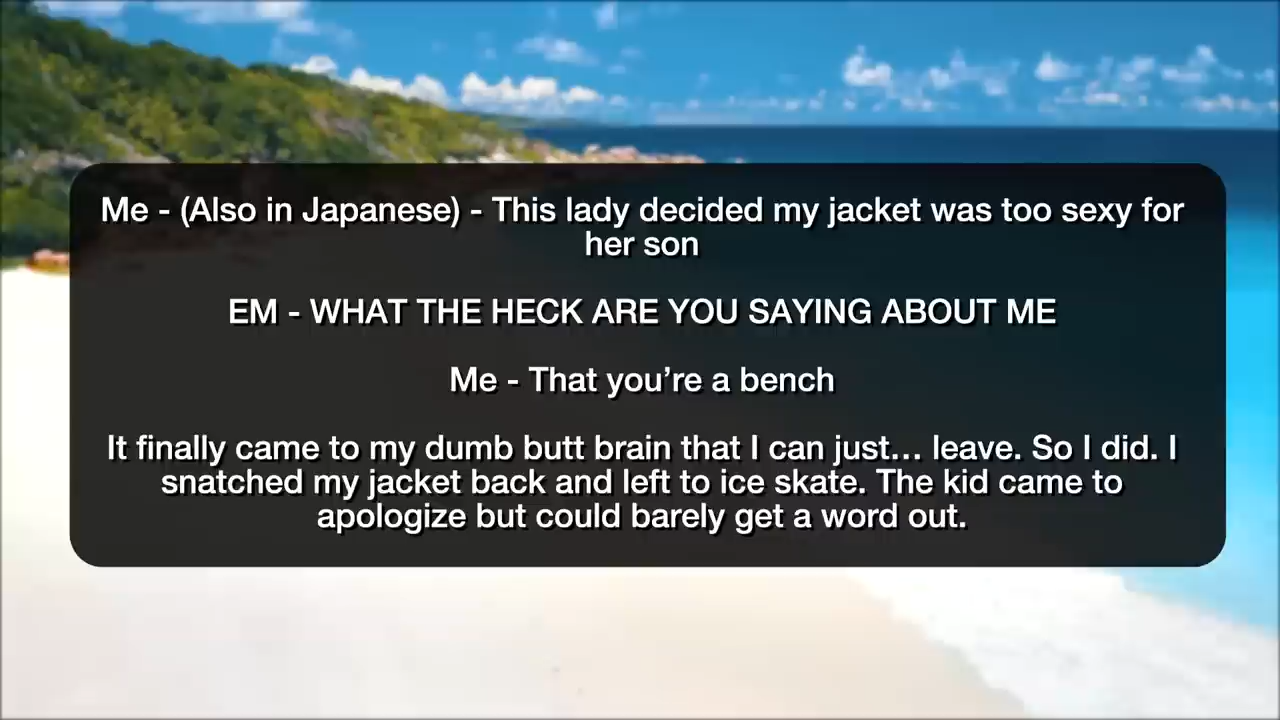 Me - (Also in Japanese) - This lady decided my jacket was too sexy for
her son
EM - WHAT THE HECK ARE YOU SAYING ABOUT ME
Me - That you’re a bench
It finally came to my dumb butt brain that I can just... leave. So I did. I
snatched my jacket back and left to ice skate. The kid came to
apologize but could barely get a word out.